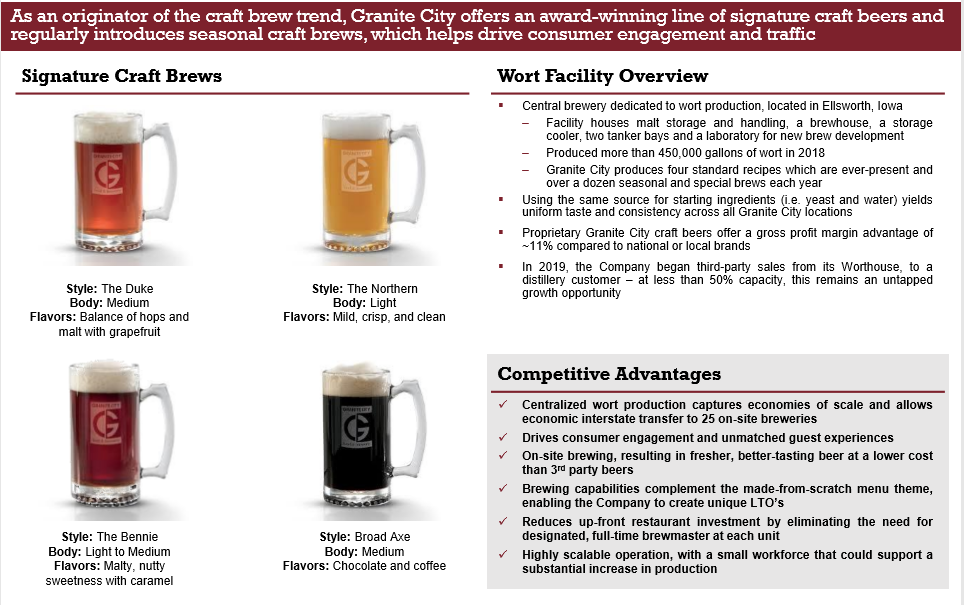 As an originator of the craft brew trend, Granite City offers an award-winning line of signature craft beers and
regularly introduces seasonal craft brews, which helps drive consumer engagement and traffic
Signature Craft Brews
G
G
Style: The Duke
Body: Medium
Flavors: Balance of hops and
malt with grapefruit
Style: The Northern
Body: Light
Flavors: Mild, crisp, and clean
G
G
Style: The Bennie
Body: Light to Medium
Flavors: Malty, nutty
sweetness with caramel
Style: Broad Axe
Body: Medium
Flavors: Chocolate and coffee
Wort Facility Overview
▪ Central brewery dedicated to wort production, located in Ellsworth, Iowa
– Facility houses malt storage and handling, a brewhouse, a storage
cooler, two tanker bays and a laboratory for new brew development
– Produced more than 450,000 gallons of wort in 2018
– Granite City produces four standard recipes which are ever-present and
over a dozen seasonal and special brews each year
▪ Using the same source for starting ingredients (i.e. yeast and water) yields
uniform taste and consistency across all Granite City locations
▪ Proprietary Granite City craft beers offer a gross profit margin advantage of
~11% compared to national or local brands
▪ In 2019, the Company began third-party sales from its Worthouse, to a
distillery customer – at less than 50% capacity, this remains an untapped
growth opportunity
Competitive Advantages
✓ Centralized wort production captures economies of scale and allows
economic interstate transfer to 25 on-site breweries
✓ Drives consumer engagement and unmatched guest experiences
✓ On-site brewing, resulting in fresher, better-tasting beer at a lower cost
than 3rd party beers
✓ Brewing capabilities complement the made-from-scratch menu theme,
enabling the Company to create unique LTO's
✓ Reduces up-front restaurant investment by eliminating the need for
designated, full-time brewmaster at each unit
✓ Highly scalable operation, with a small workforce that could support a
substantial increase in production